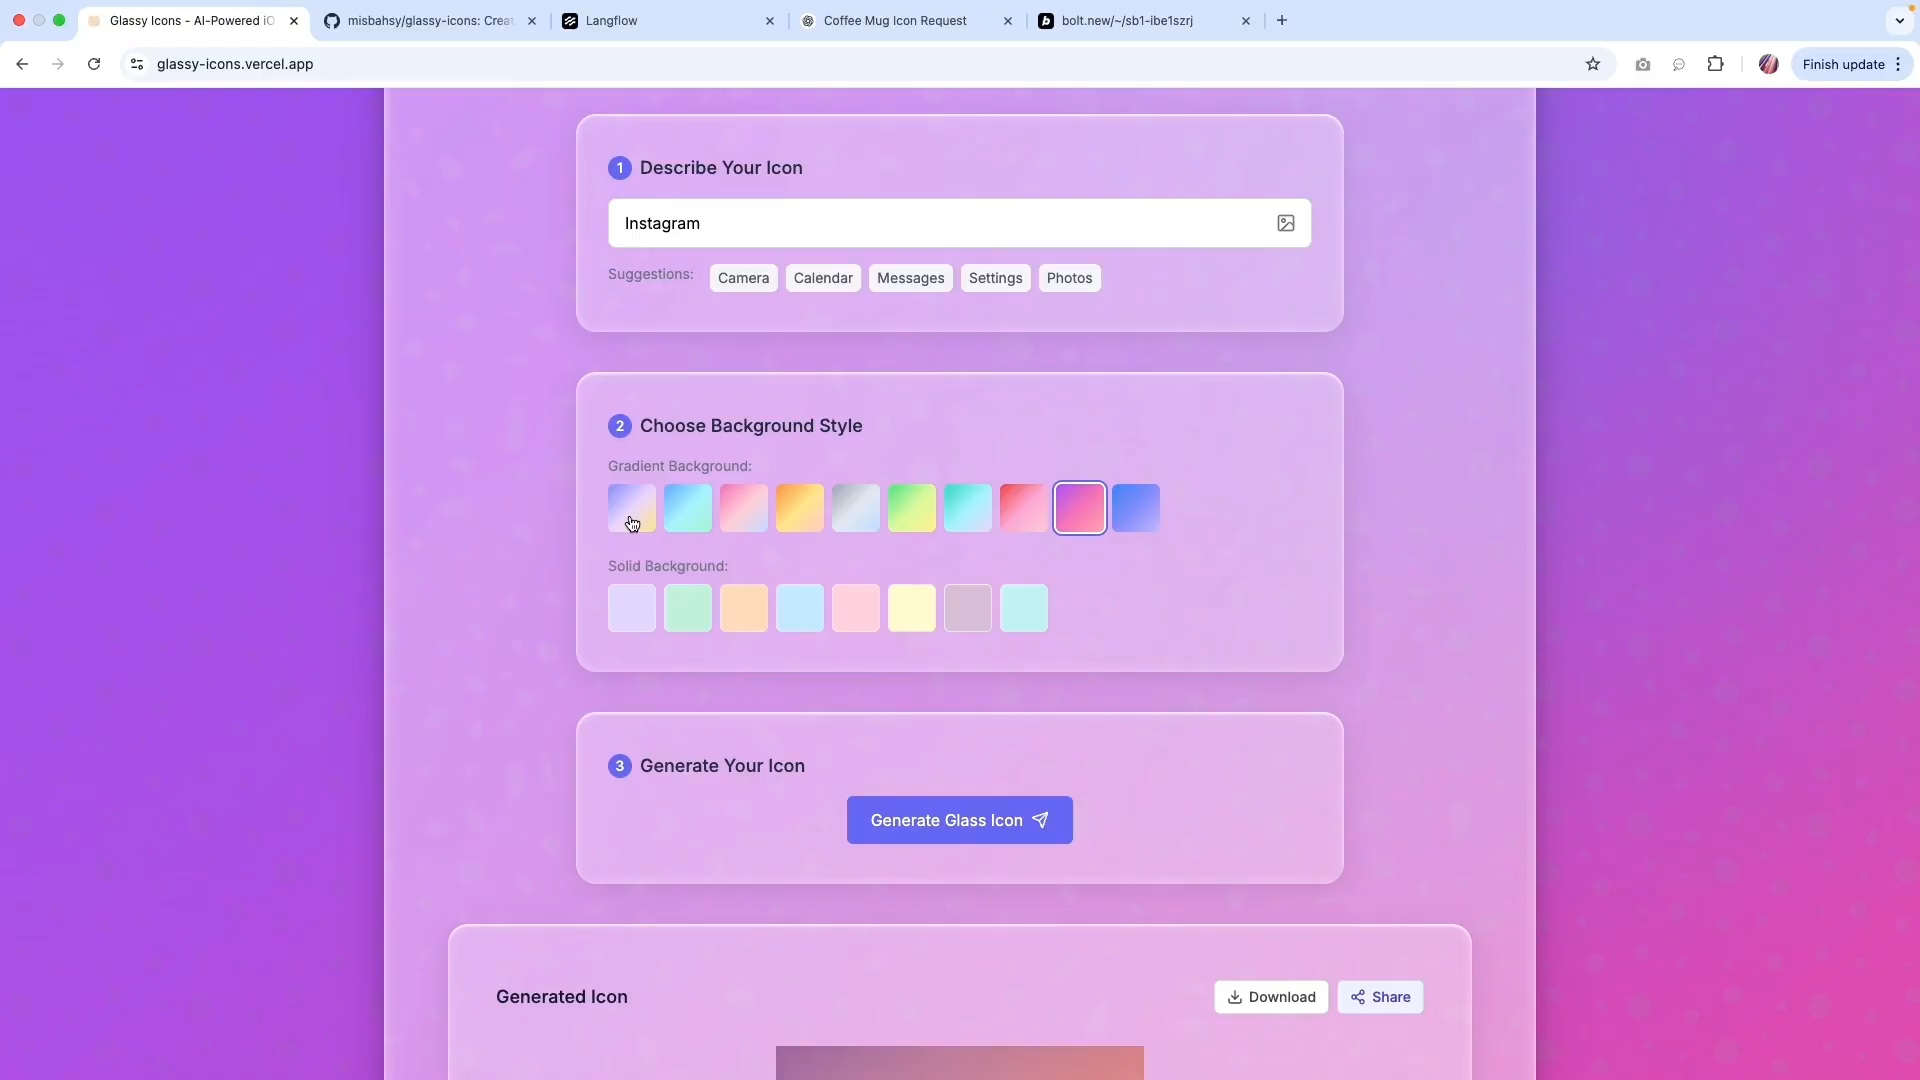 Glassy Icons - AI-Powered iO
misbahsy/glassy-icons: Creat
Langflow
Coffee Mug Icon Request
bolt.new/~/sb1-ibe1szrj
glassy-icons.vercel.app
Finish update
1 Describe Your Icon
Instagram
Suggestions: Camera Calendar Messages Settings Photos
2 Choose Background Style
Gradient Background:
Solid Background:
3 Generate Your Icon
Generate Glass Icon
Generated Icon
Download
Share